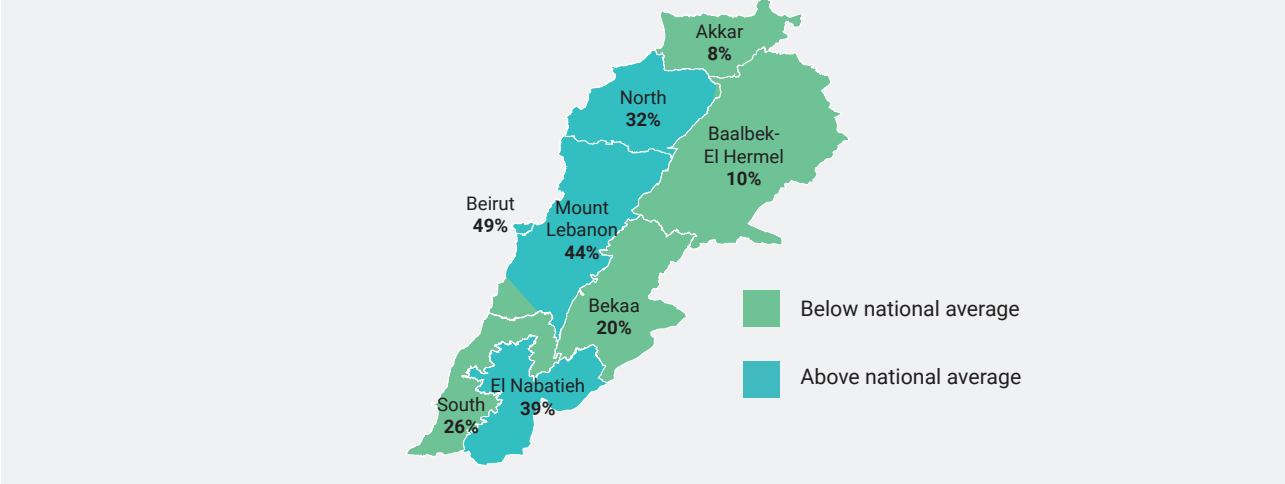 Akkar
8%
North
32%
Baalbek-
El Hermel
10%
Beirut
49%
Mount
Lebanon
44%
Bekaa
20%
Below national average
Above national average
El Nabatieh
39%
South
26%